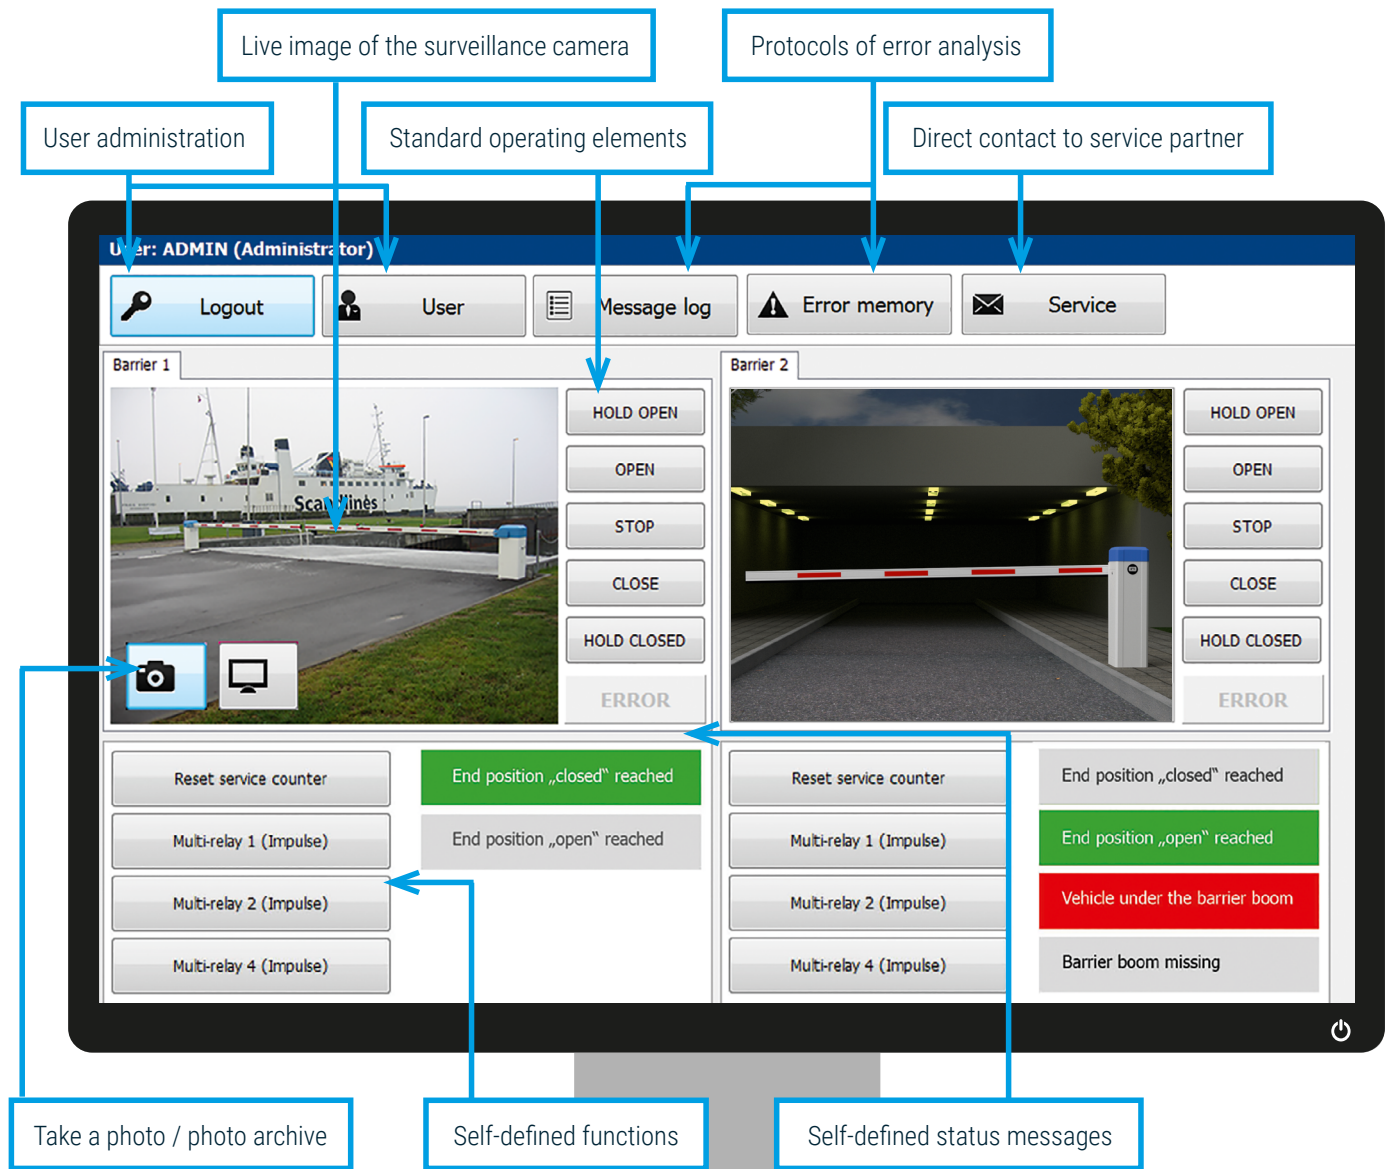 Live image of the surveillance camera
Protocols of error analysis
User administration
Standard operating elements
Direct contact to service partner
User: ADMIN (Administrator)
Logout
User
Message log
Error memory
Service
Barrier 1
HOLD OPEN
OPEN
STOP
CLOSE
HOLD CLOSED
ERROR
Scandlines
Barrier 2
HOLD OPEN
OPEN
STOP
CLOSE
HOLD CLOSED
ERROR
Reset service counter
Multi-relay 1 (Impulse)
Multi-relay 2 (Impulse)
Multi-relay 4 (Impulse)
End position „closed“ reached
End position „open“ reached
Reset service counter
Multi-relay 1 (Impulse)
Multi-relay 2 (Impulse)
Multi-relay 4 (Impulse)
End position „closed“ reached
End position „open“ reached
Vehicle under the barrier boom
Barrier boom missing
Take a photo / photo archive
Self-defined functions
Self-defined status messages